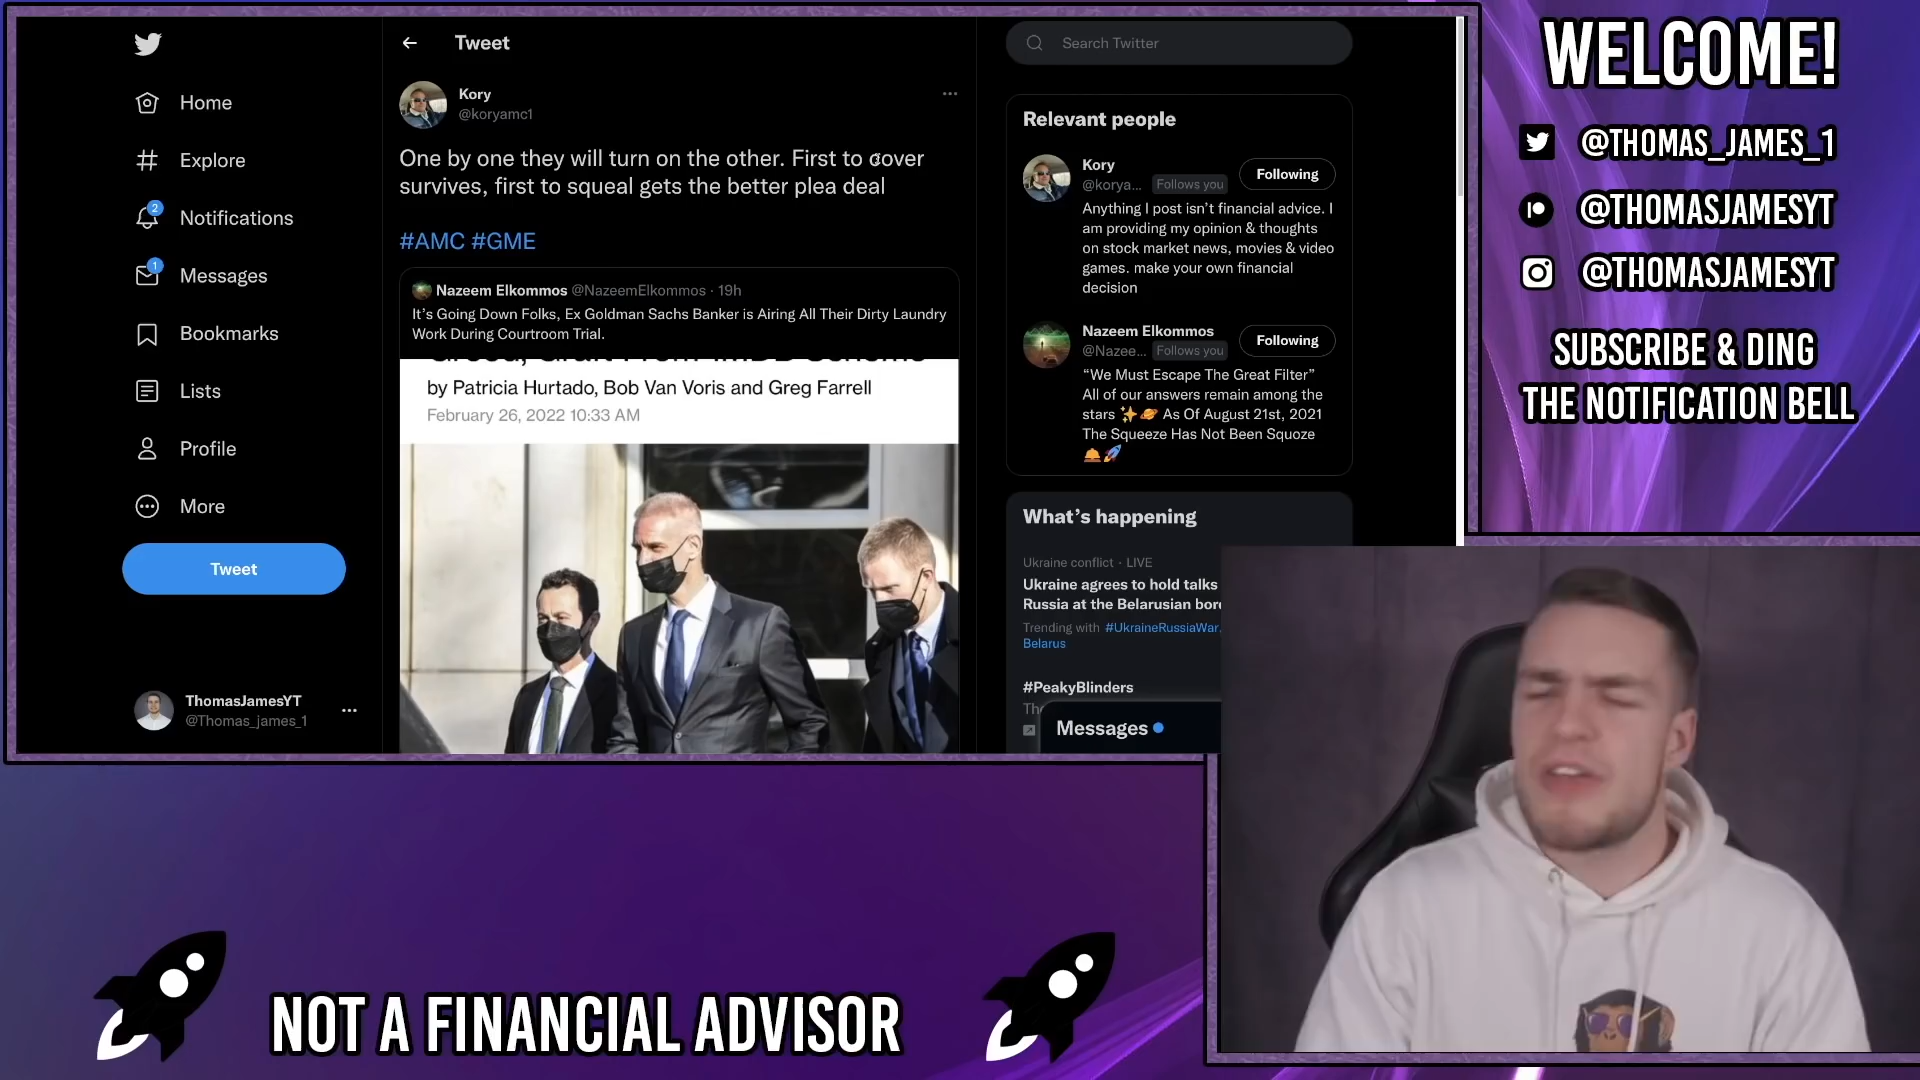 Home
Explore
2
Notifications
1
Messages
Bookmarks
Lists
Profile
More
Tweet
ThomasJamesYT
@Thomas_james_1
Tweet
Kory
@koryamc1
One by one they will turn on the other. First to cover
survives, first to squeal gets the better plea deal
#AMC #GME
Nazeem Elkommos @NazeemElkommos · 19h
It's Going Down Folks, Ex Goldman Sachs Banker is Airing All Their Dirty Laundry
Work During Courtroom Trial.
by Patricia Hurtado, Bob Van Voris and Greg Farrell
February 26, 2022 10:33 AM
Search Twitter
Relevant people
Kory
Following
@korya... Follows you
Anything I post isn't financial advice. I
am providing my opinion & thoughts
on stock market news, movies & video
games. make your own financial
decision
Nazeem Elkommos
Following
@Nazee... Follows you
“We Must Escape The Great Filter”
All of our answers remain among the
stars ✨🪐 As Of August 21st, 2021
The Squeeze Has Not Been Squoze
🛎️🚀
What's happening
Ukraine conflict · LIVE
Ukraine agrees to hold talks
Russia at the Belarusian bor
Trending with #UkraineRussiaWar,
Belarus
#PeakyBlinders
Messages
WELCOME!
@THOMAS_JAMES_1
@THOMASJAMESYT
@THOMASJAMESYT
SUBSCRIBE & DING
THE NOTIFICATION BELL
NOT A FINANCIAL ADVISOR